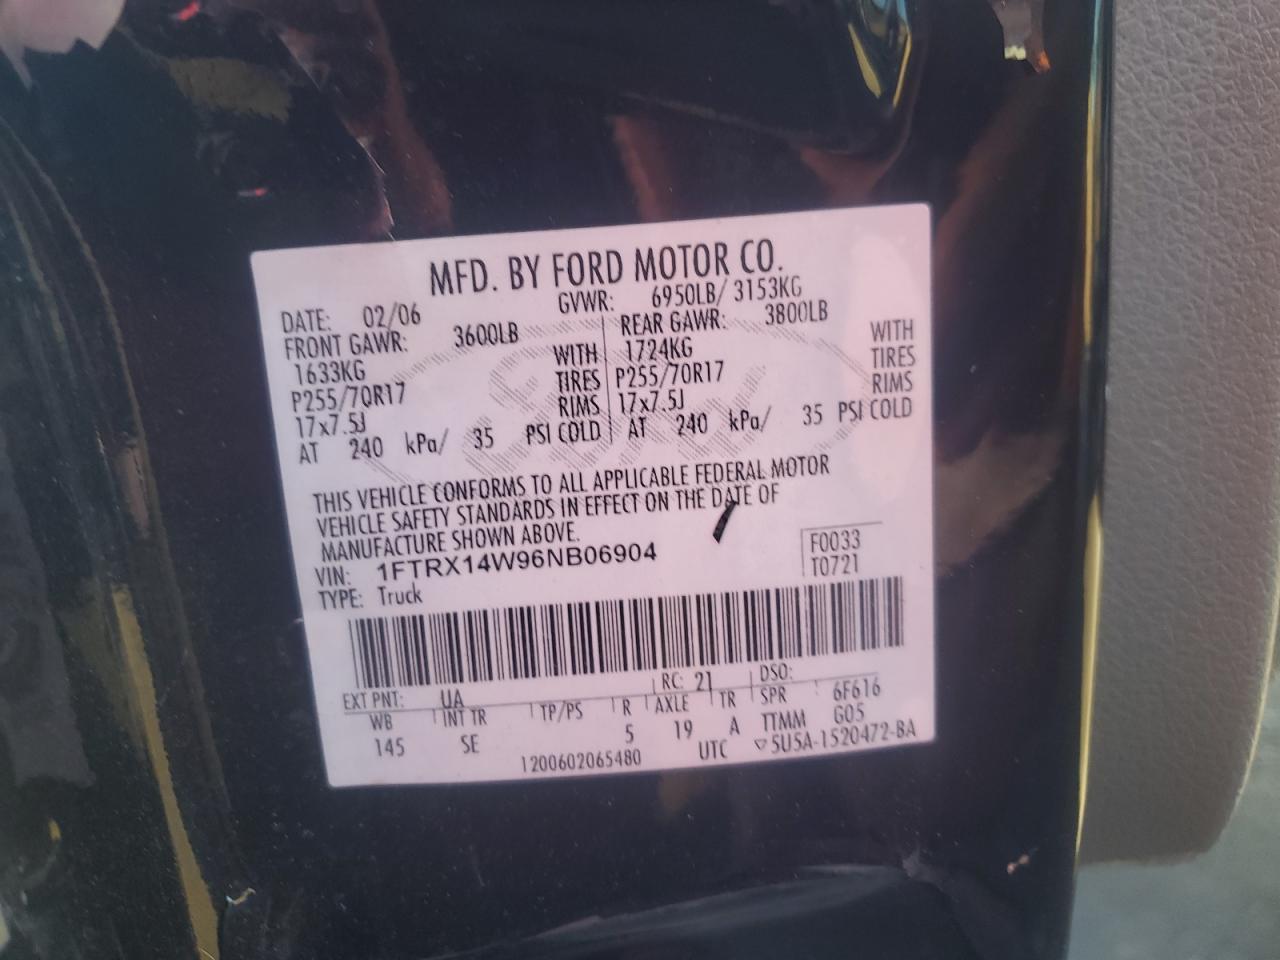 MFD. BY FORD MOTOR CO.
DATE: 02/06 GVWR: 6950LB/ 3153KG
FRONT GAWR: 3600LB REAR GAWR: 3800LB
1633KG WITH 1724KG WITH
P255/70R17 TIRES P255/70R17 TIRES
17x7.5J RIMS 17x7.5J RIMS
AT 240 kPa/ 35 PSI COLD AT 240 kPa/ 35 PSI COLD
THIS VEHICLE CONFORMS TO ALL APPLICABLE FEDERAL MOTOR
VEHICLE SAFETY STANDARDS IN EFFECT ON THE DATE OF
MANUFACTURE SHOWN ABOVE.
VIN: 1FTRX14W96NB06904 F0033
TYPE: Truck T0721
EXT PNT: UA RC: 21 DSO:
WB INT TR TP/PS R AXLE TR SPR 6F616
145 SE 5 19 A TTMM G05
1200602065480 UTC ▽5U5A-1520472-BA